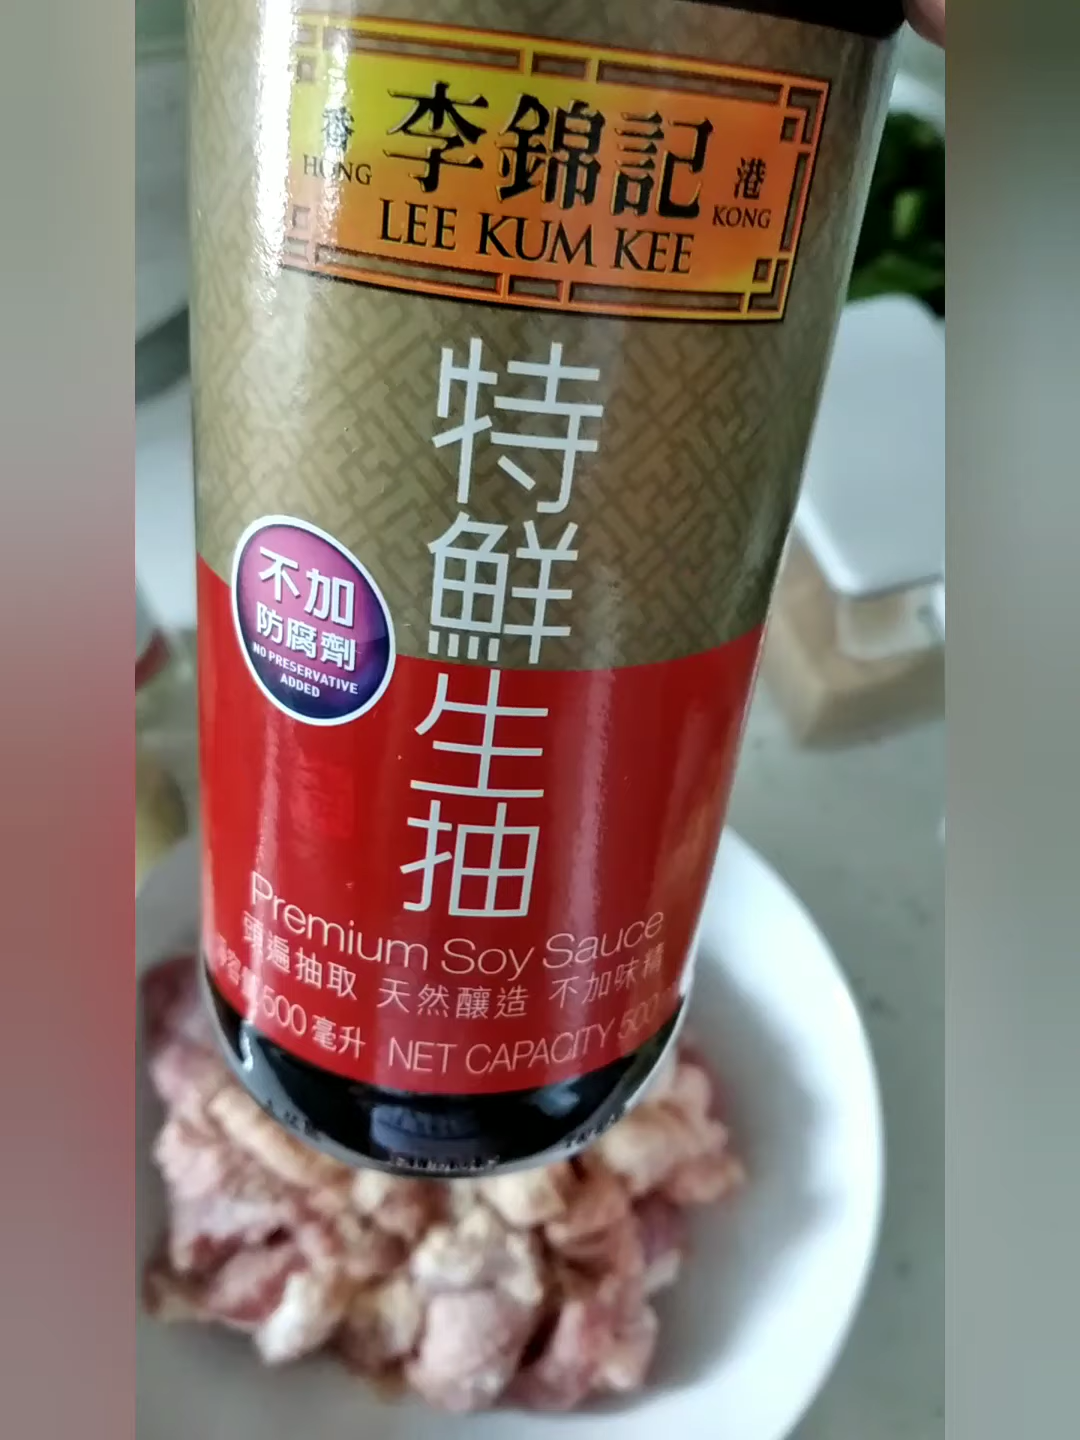 香 李錦記 港
HONG LEE KUM KEE KONG
特鮮生抽
不加
防腐劑
NO PRESERVATIVE
ADDED
Premium Soy Sauce
頭遍抽取 天然釀造 不加味精
500毫升 NET CAPACITY 500